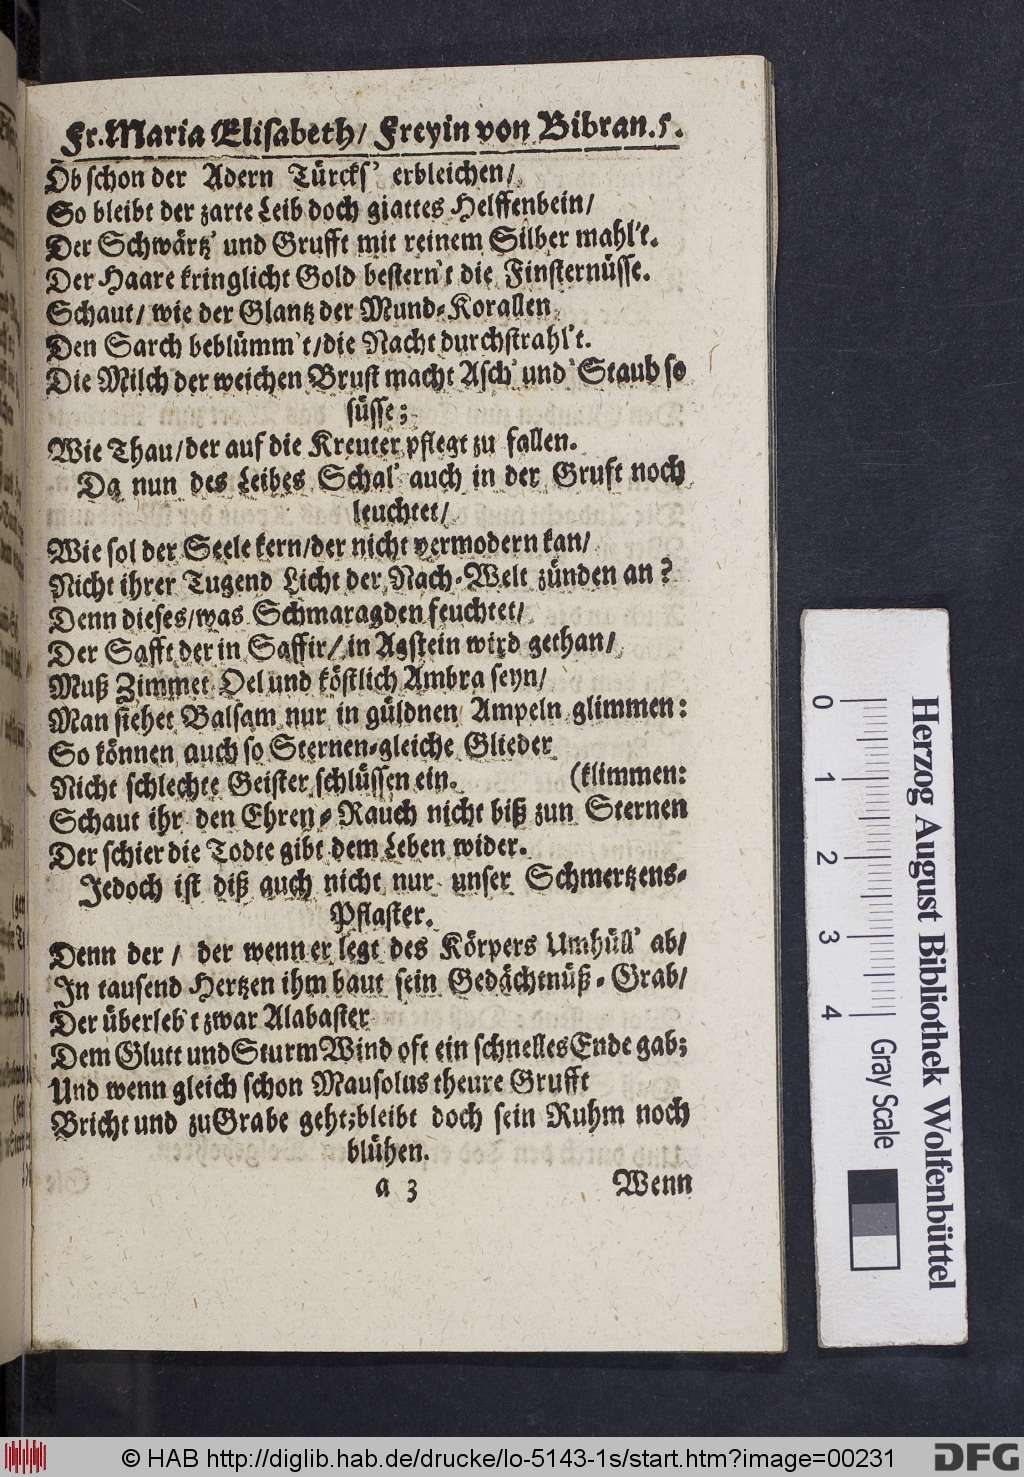 Fr. Maria Elisabeth/ Freyin von Bibran. 5.
Ob schon der Adern Türcks' erbleichen/
So bleibt der zarte Leib doch glattes Helffenbein/
Der Schwärtz' und Grufft mit reinem Silber mahl't.
Der Haare kringlicht Gold bestern't die Finsternüsse.
Schaut/ wie der Glantz der Mund-Korallen
Den Sarch beblümm't/die Nacht durchstrahl't.
Die Milch der weichen Brust macht Asch' und Staub so
süsse;
Wie Thau/der auf die Kreuter pflegt zu fallen.
Da nun des Leibes Schal' auch in der Gruft noch
leuchtet/
Wie sol der Seele kern/der nicht vermodern kan/
Nicht ihrer Tugend Licht der Nach-Welt zünden an?
Denn dieses/was Schmaragden feuchtet/
Der Safft der in Saffir/ in Agstein wird gethan/
Muß Zimmet Oel und köstlich Ambra seyn/
Man siehet Balsam nur in güldnen Ampeln glimmen:
So können auch so Sternen-gleiche Glieder
Nicht schlechte Geister schlüssen ein. (klimmen:
Schaut ihr den Ehren-Rauch nicht biß zun Sternen
Der schier die Todte gibt dem Leben wider.
Jedoch ist diß auch nicht nur unser Schmertzens-
Pflaster.
Denn der/ der wenn er legt des Körpers Umhüll' ab/
In tausend Hertzen ihm baut sein Gedächtnüß-Grab/
Der überleb't zwar Alabaster
Dem Glutt und Sturm Wind oft ein schnelles Ende gab;
Und wenn gleich schon Mausolus theure Grufft
Bricht und zu Grabe geht; bleibt doch sein Ruhm noch
blühen.
a 3 Wenn
0 1 2 3 4
Gray Scale
Herzog August Bibliothek Wolfenbüttel
© HAB http://diglib.hab.de/drucke/lo-5143-1s/start.htm?image=00231
DFG